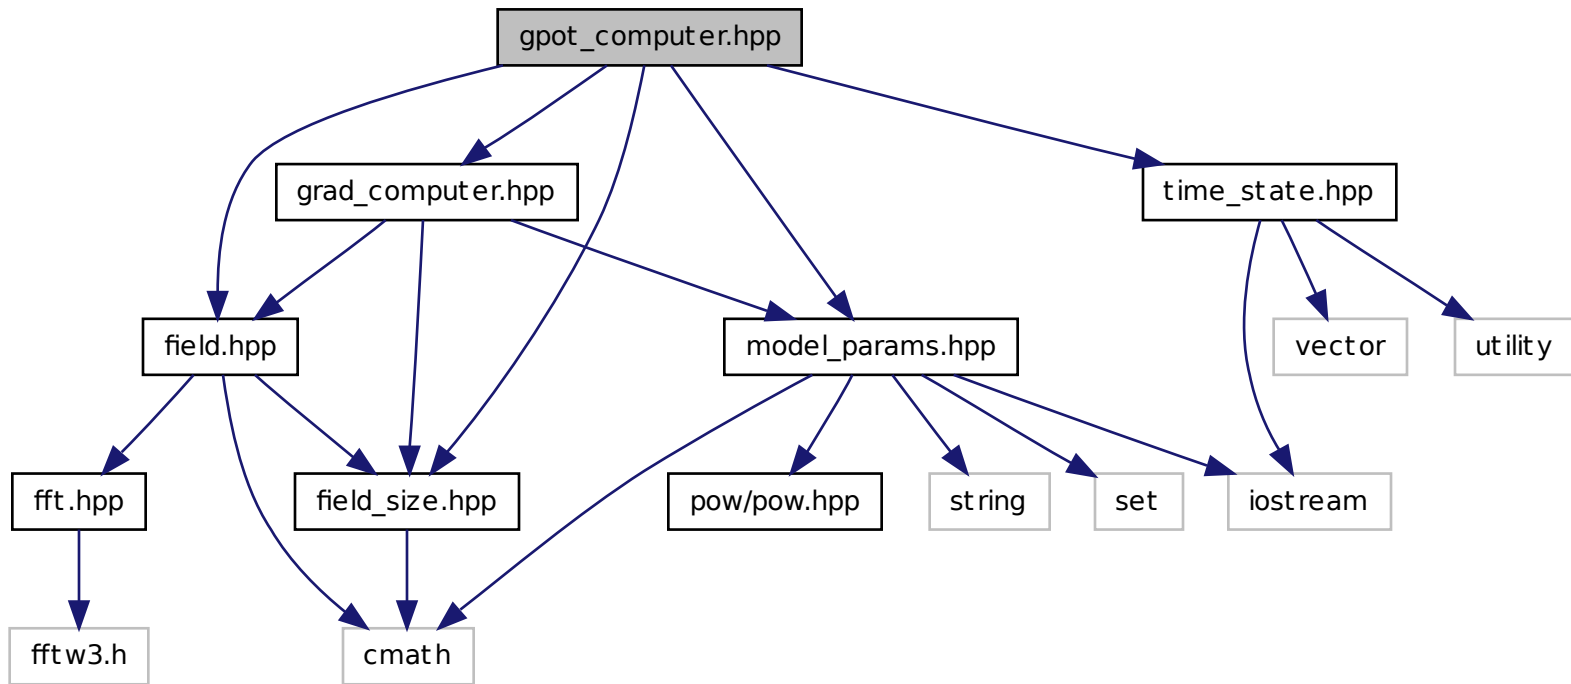 gpot_computer.hpp
grad_computer.hpp
time_state.hpp
field.hpp
model_params.hpp
vector
utility
fft.hpp
field_size.hpp
pow/pow.hpp
string
set
iostream
fftw3.h
cmath